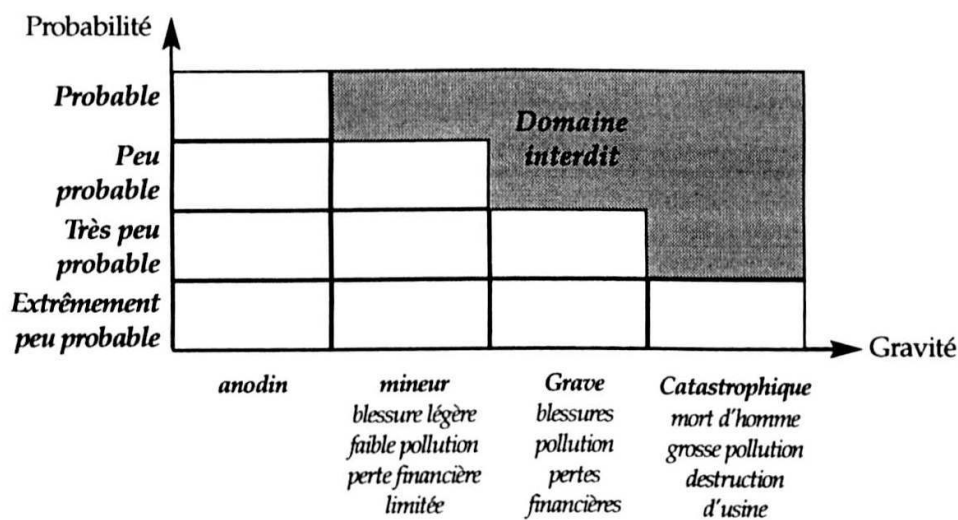 Probabilité
Probable
Domaine
interdit
Peu
probable
Très peu
probable
Extrêmement
peu probable
Gravité
anodin
mineur
blessure légère
faible pollution
perte financière
limitée
Grave
blessures
pollution
pertes
financières
Catastrophique
mort d'homme
grosse pollution
destruction
d'usine